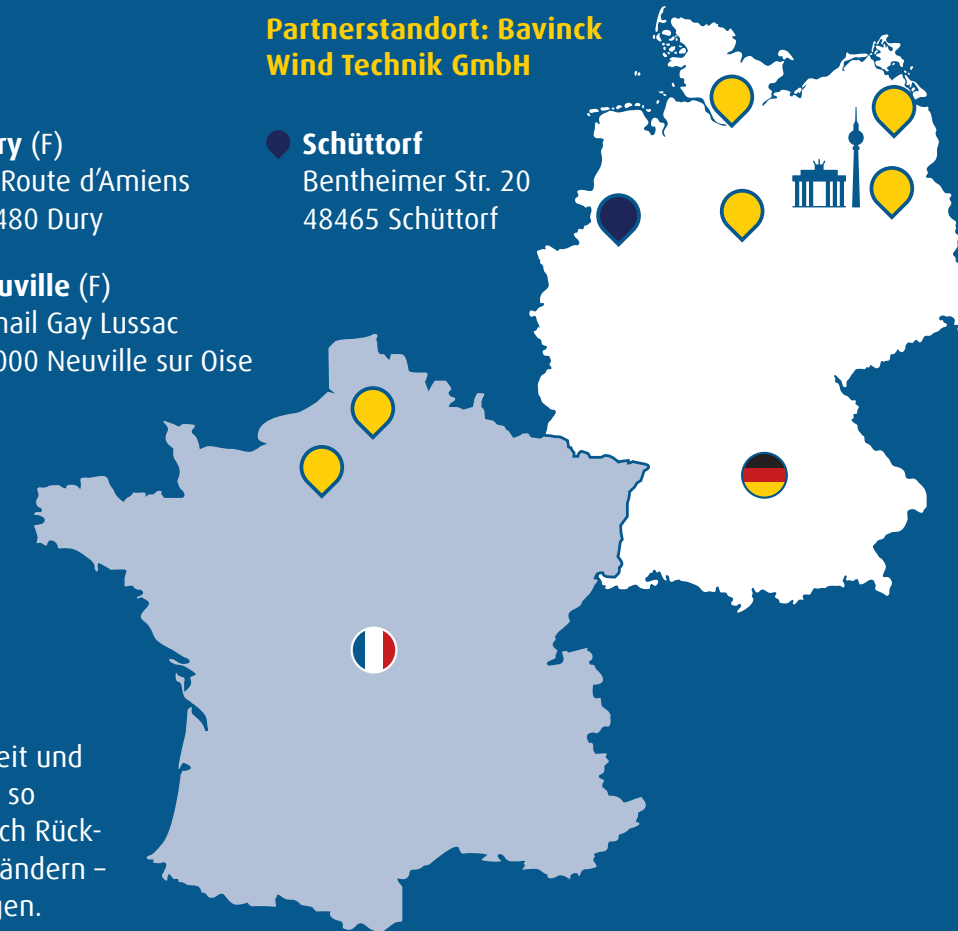 Partnerstandort: Bavinck
Wind Technik GmbH
ry (F)
Route d'Amiens
480 Dury
uville (F)
nail Gay Lussac
000 Neuville sur Oise
Schüttorf
Bentheimer Str. 20
48465 Schüttorf
eit und
so
ch Rück-
ändern –
gen.